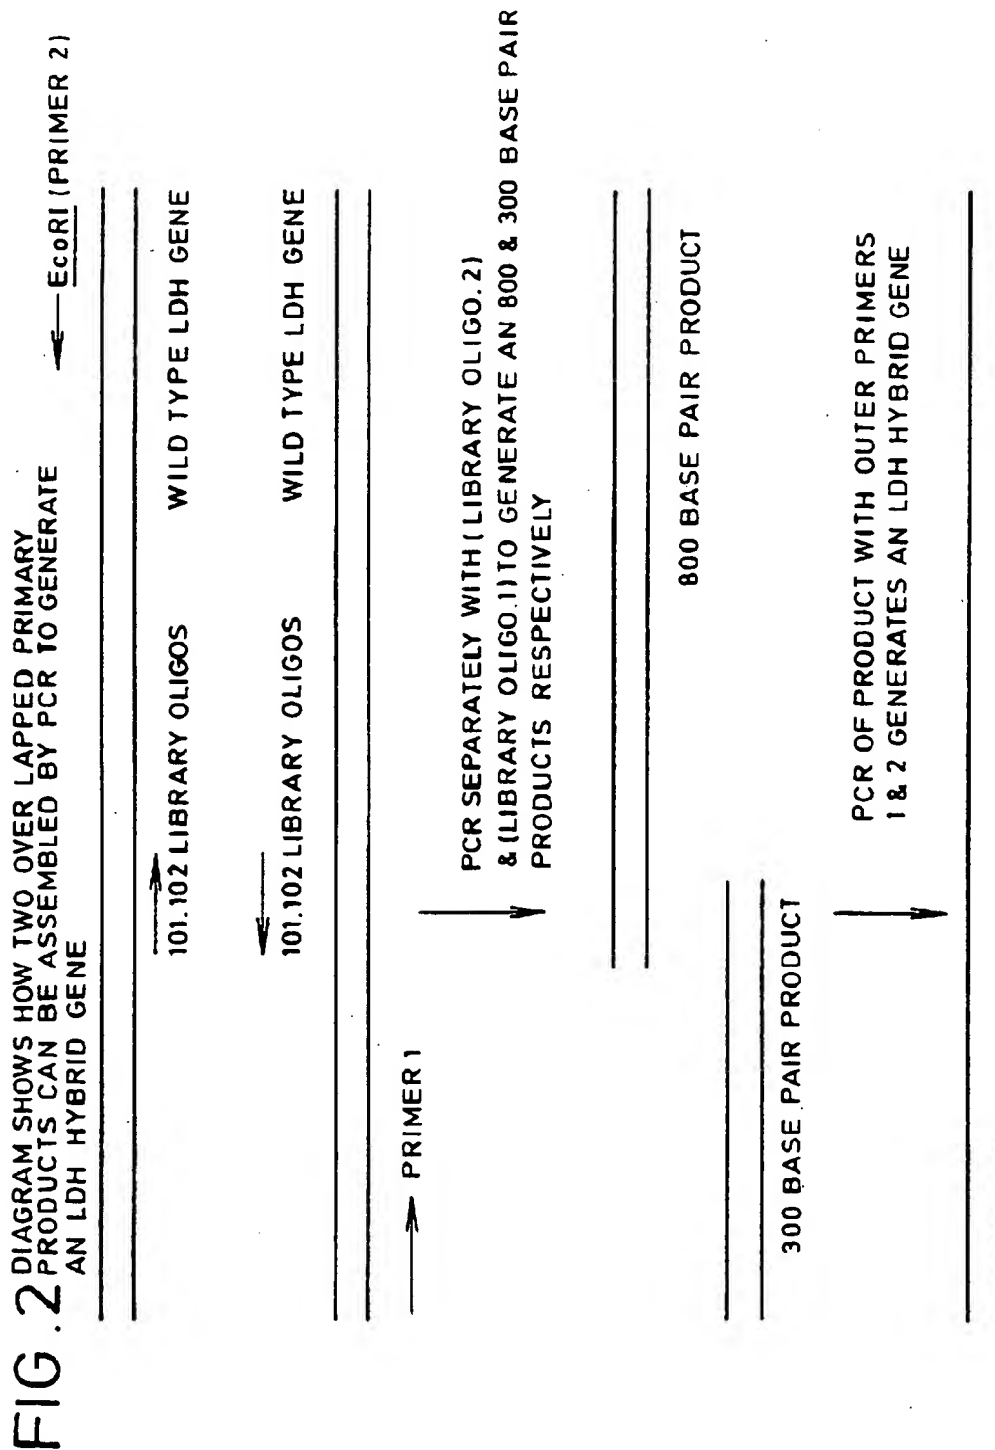 FIG.2 DIAGRAM SHOWS HOW TWO OVER LAPPED PRIMARY
PRODUCTS CAN BE ASSEMBLED BY PCR TO GENERATE
AN LDH HYBRID GENE
EcoRI (PRIMER 2)
101.102 LIBRARY OLIGOS
WILD TYPE LDH GENE
101.102 LIBRARY OLIGOS
WILD TYPE LDH GENE
PRIMER 1
PCR SEPARATELY WITH (LIBRARY OLIGO.2)
& (LIBRARY OLIGO.1) TO GENERATE AN 800 & 300 BASE PAIR
PRODUCTS RESPECTIVELY
800 BASE PAIR PRODUCT
300 BASE PAIR PRODUCT
PCR OF PRODUCT WITH OUTER PRIMERS
1 & 2 GENERATES AN LDH HYBRID GENE